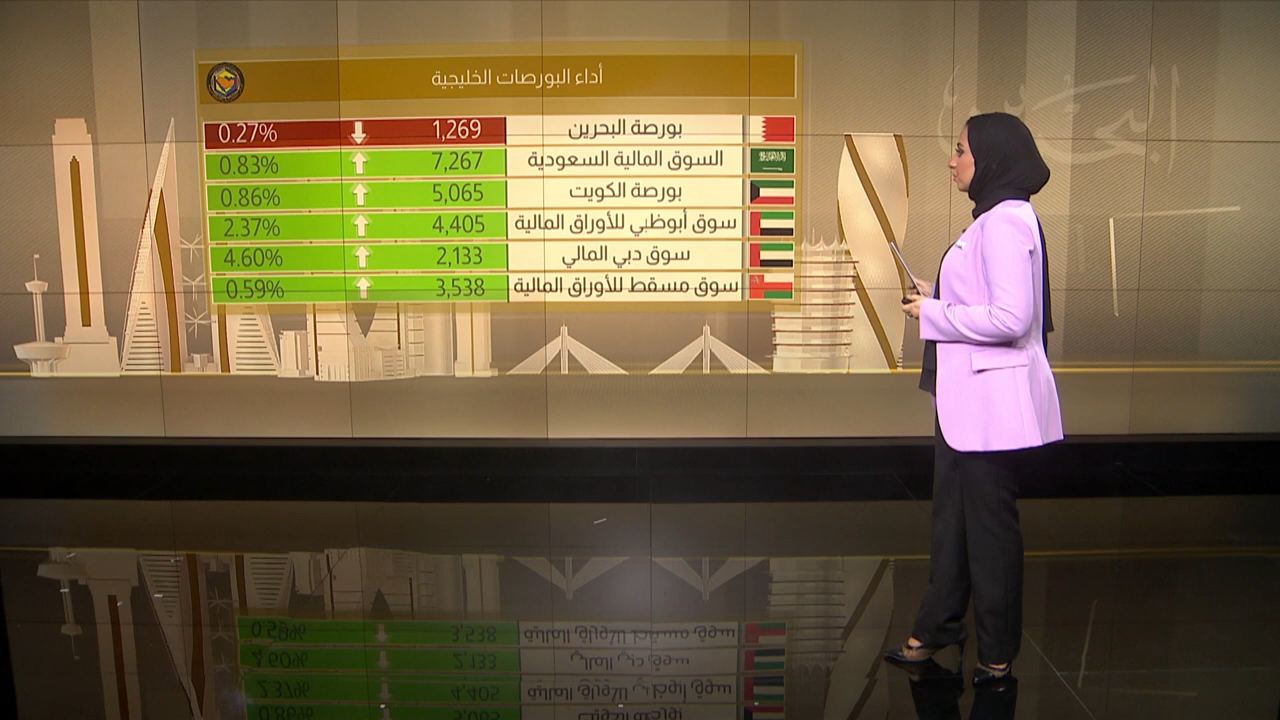 أداء البورصات الخليجية
بورصة البحرين 1,269 0.27%
السوق المالية السعودية 7,267 0.83%
بورصة الكويت 5,065 0.86%
سوق أبوظبي للأوراق المالية 4,405 2.37%
سوق دبي المالي 2,133 4.60%
سوق مسقط للأوراق المالية 3,538 0.59%
البحرين